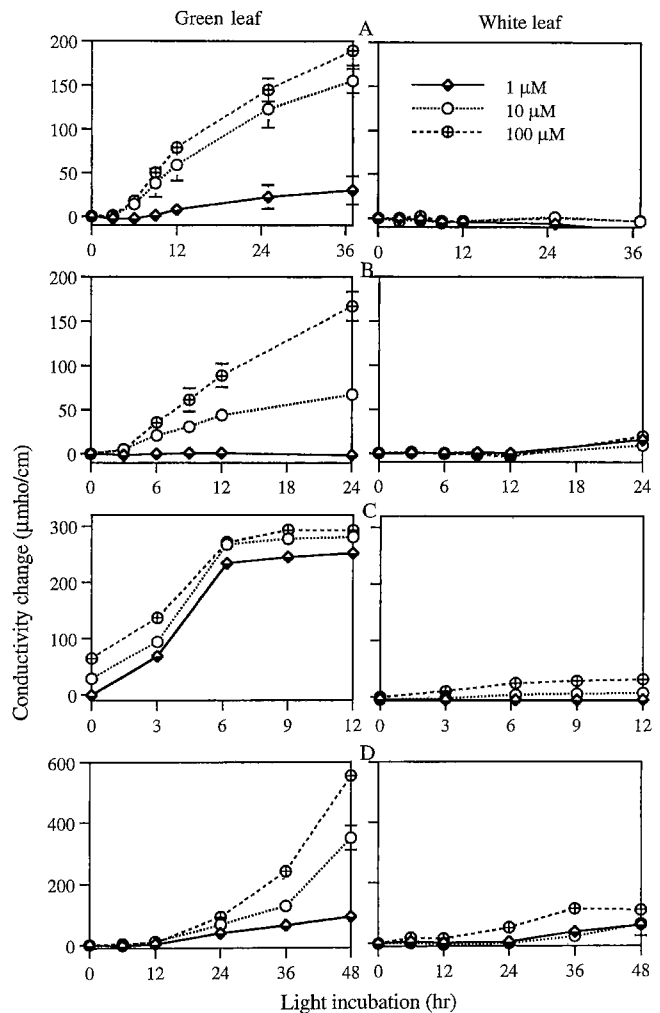 Green leaf
White leaf
A
200
150
100
50
0
0 12 24 36
1 µM
10 µM
100 µM
0 12 24 36
B
200
150
100
50
0
0 6 12 18 24
0 6 12 18 24
C
300
200
100
0
0 3 6 9 12
0 3 6 9 12
D
600
400
200
0
0 12 24 36 48
0 12 24 36 48
Conductivity change (µmho/cm)
Light incubation (hr)